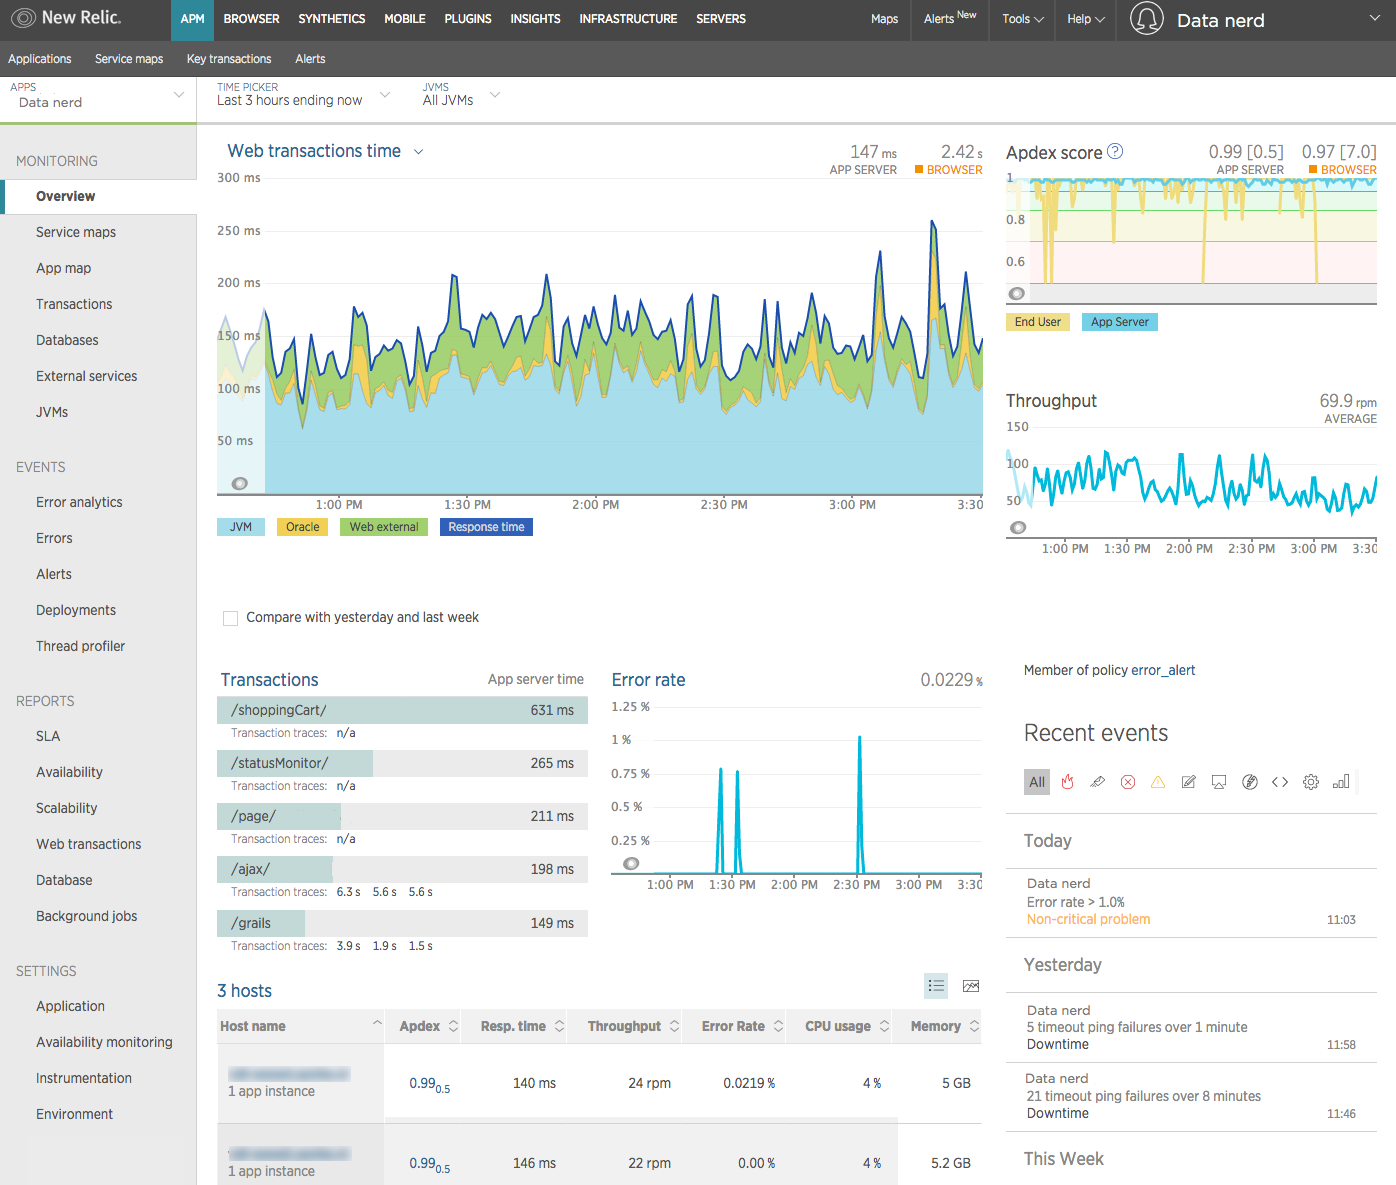 New Relic.
APM BROWSER SYNTHETICS MOBILE PLUGINS INSIGHTS INFRASTRUCTURE SERVERS
Maps Alerts New Tools Help Data nerd
Applications Service maps Key transactions Alerts
APPS
Data nerd
TIME PICKER
Last 3 hours ending now
JVMS
All JVMs
MONITORING
Overview
Service maps
App map
Transactions
Databases
External services
JVMs
EVENTS
Error analytics
Errors
Alerts
Deployments
Thread profiler
REPORTS
SLA
Availability
Scalability
Web transactions
Database
Background jobs
SETTINGS
Application
Availability monitoring
Instrumentation
Environment
Web transactions time
147 ms 2.42 s
APP SERVER BROWSER
300 ms
250 ms
200 ms
150 ms
100 ms
50 ms
1:00 PM 1:30 PM 2:00 PM 2:30 PM 3:00 PM 3:30
JVM Oracle Web external Response time
Compare with yesterday and last week
Apdex score ? 0.99 [0.5] 0.97 [7.0]
APP SERVER BROWSER
1
0.8
0.6
End User App Server
Throughput 69.9 rpm
AVERAGE
150
100
50
1:00 PM 1:30 PM 2:00 PM 2:30 PM 3:00 PM 3:30
Transactions App server time
/shoppingCart/ 631 ms
Transaction traces: n/a
/statusMonitor/ 265 ms
Transaction traces: n/a
/page/ 211 ms
Transaction traces: n/a
/ajax/ 198 ms
Transaction traces: 6.3 s 5.6 s 5.6 s
/grails 149 ms
Transaction traces: 3.9 s 1.9 s 1.5 s
Error rate 0.0229 %
1.25 %
1 %
0.75 %
0.5 %
0.25 %
1:00 PM 1:30 PM 2:00 PM 2:30 PM 3:00 PM 3:30
3 hosts
Host name Apdex Resp. time Throughput Error Rate CPU usage Memory
1 app instance 0.99 0.5 140 ms 24 rpm 0.0219 % 4 % 5 GB
1 app instance 0.99 0.5 146 ms 22 rpm 0.00 % 4 % 5.2 GB
Member of policy error_alert
Recent events
All
Today
Data nerd
Error rate > 1.0%
Non-critical problem 11:03
Yesterday
Data nerd
5 timeout ping failures over 1 minute
Downtime 11:58
Data nerd
21 timeout ping failures over 8 minutes
Downtime 11:46
This Week